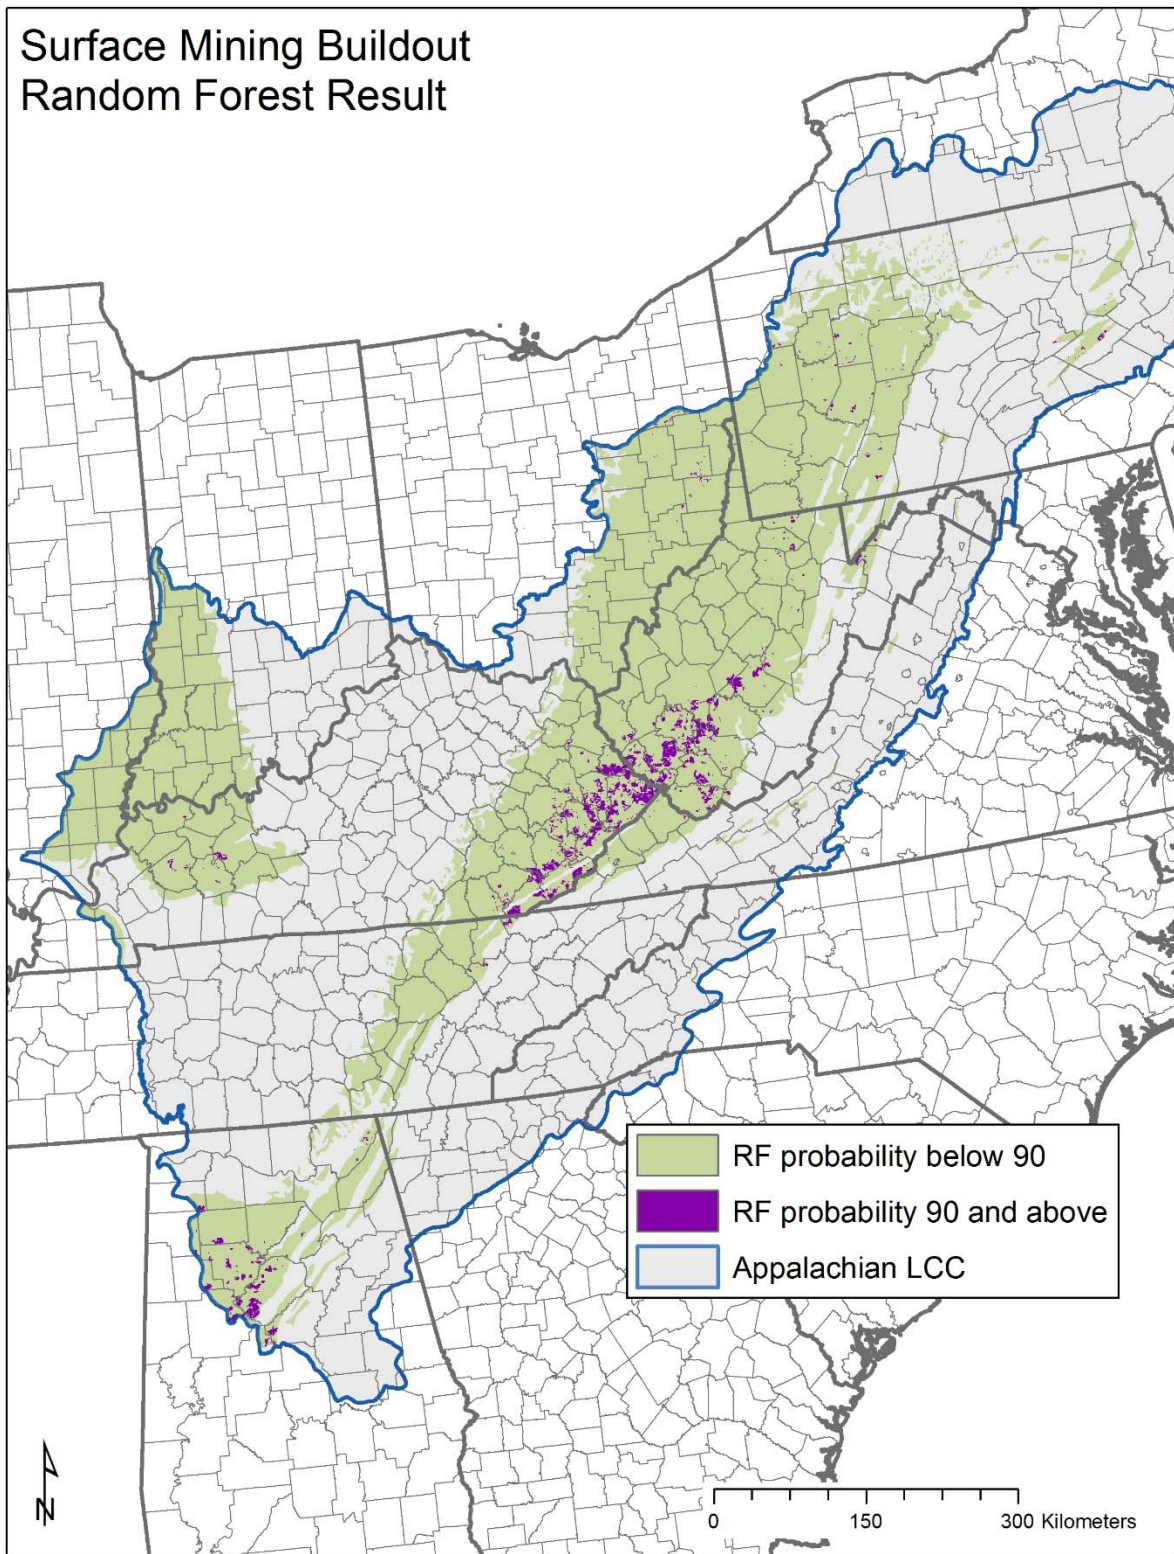 Surface Mining Buildout
Random Forest Result
RF probability below 90
RF probability 90 and above
Appalachian LCC
N
0 150 300 Kilometers